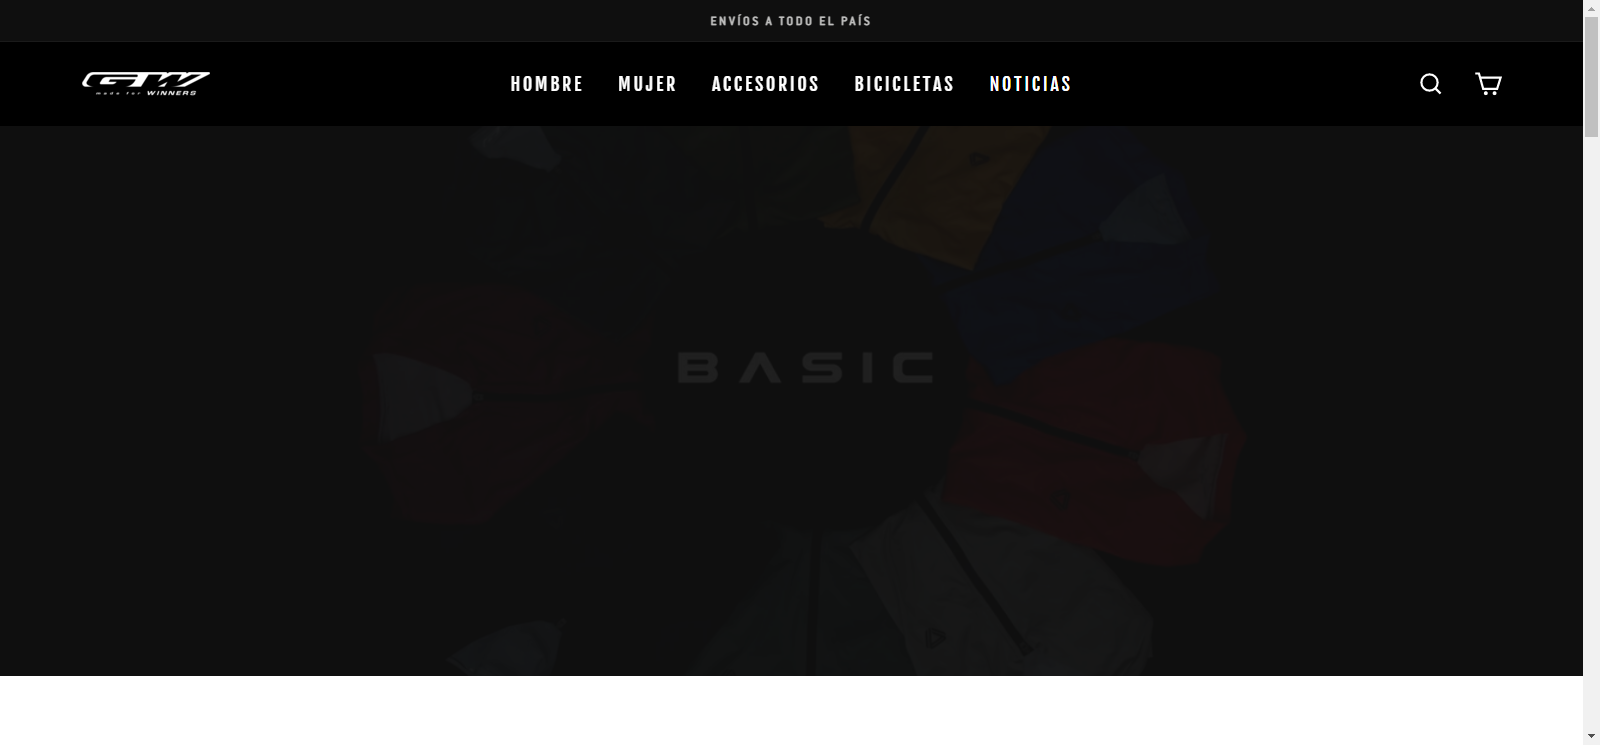 ENVÍOS A TODO EL PAÍS
GW
made for WINNERS
HOMBRE MUJER ACCESORIOS BICICLETAS NOTICIAS
BASIC